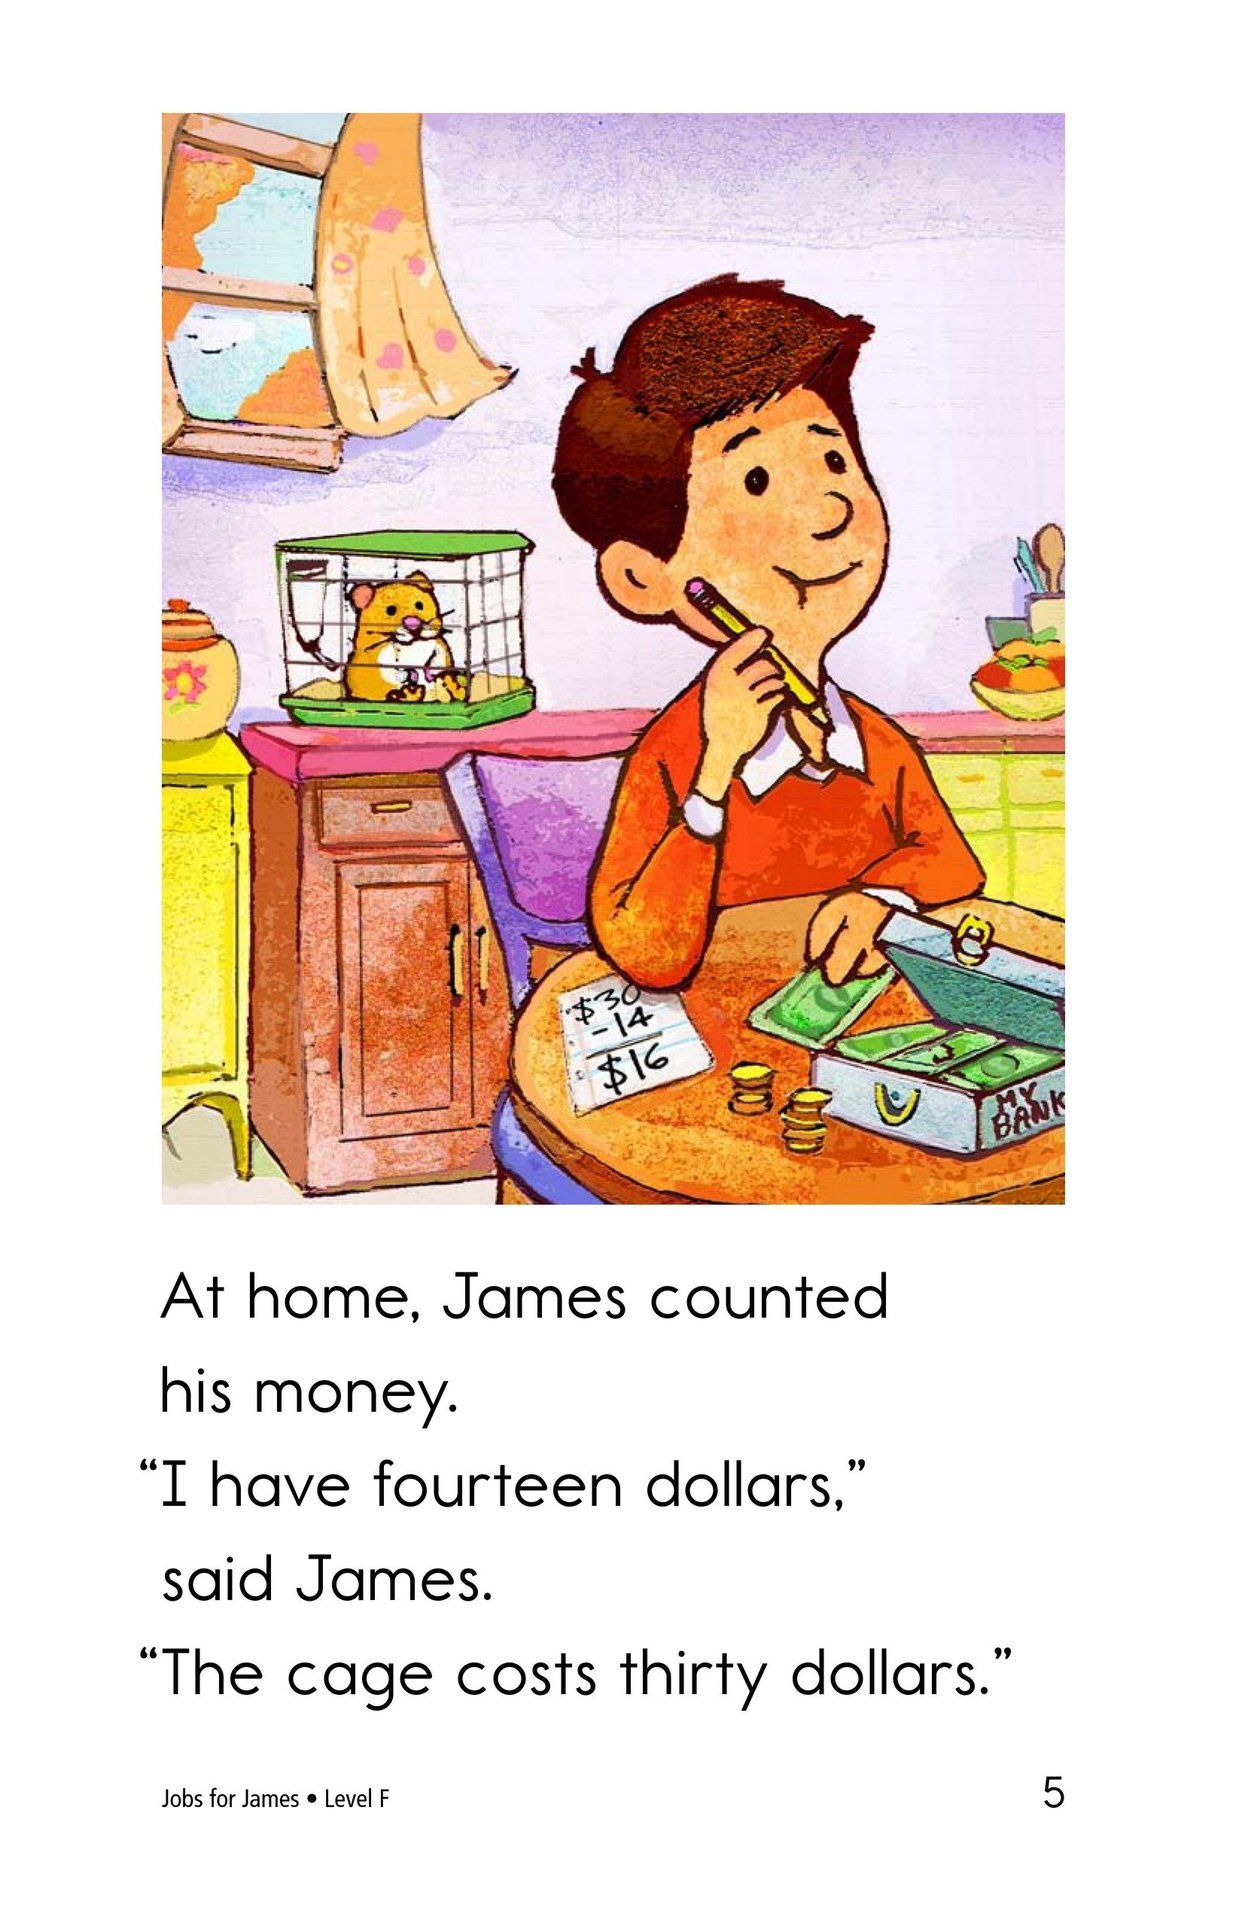 $30
-14
$16
MY
BANK
At home, James counted
his money.
“I have fourteen dollars,”
said James.
“The cage costs thirty dollars.”
Jobs for James • Level F
5